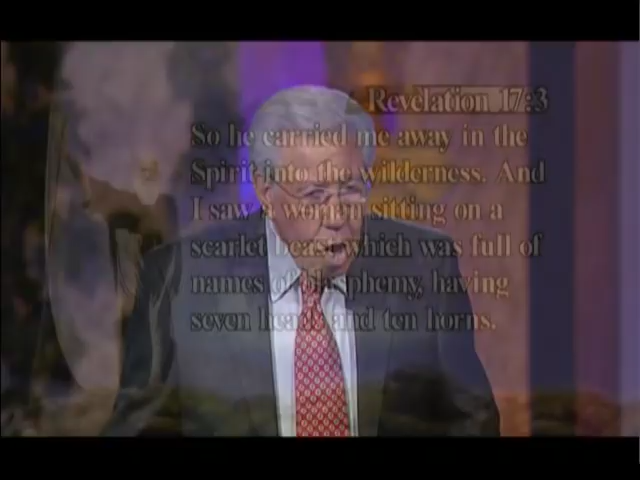 Revelation 17:3
So he carried me away in the
Spirit into the wilderness. And
I saw a woman sitting on a
scarlet beast which was full of
names of blasphemy, having
seven heads and ten horns.